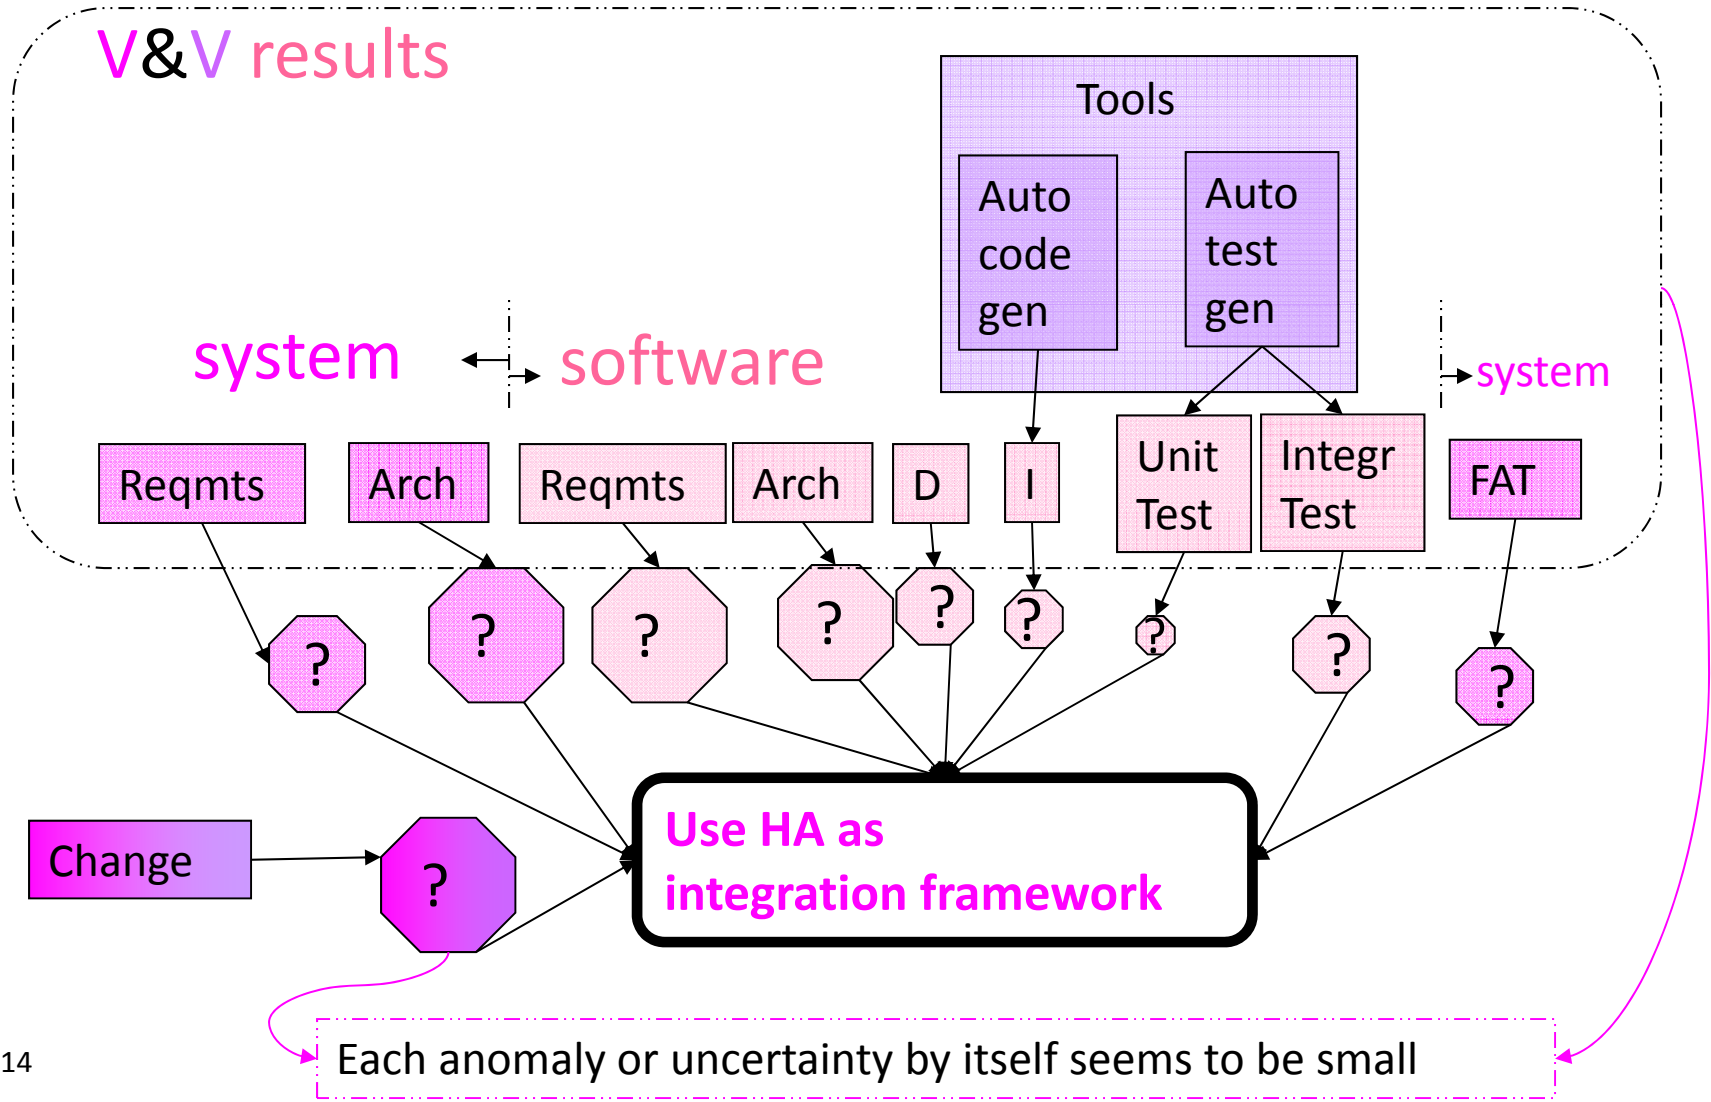 V&V results
Tools
Auto
code
gen
Auto
test
gen
system
software
system
Reqmts
Arch
Reqmts
Arch
D
I
Unit
Test
Integr
Test
FAT
?
?
?
?
?
?
?
?
?
Change
?
Use HA as
integration framework
Each anomaly or uncertainty by itself seems to be small
14